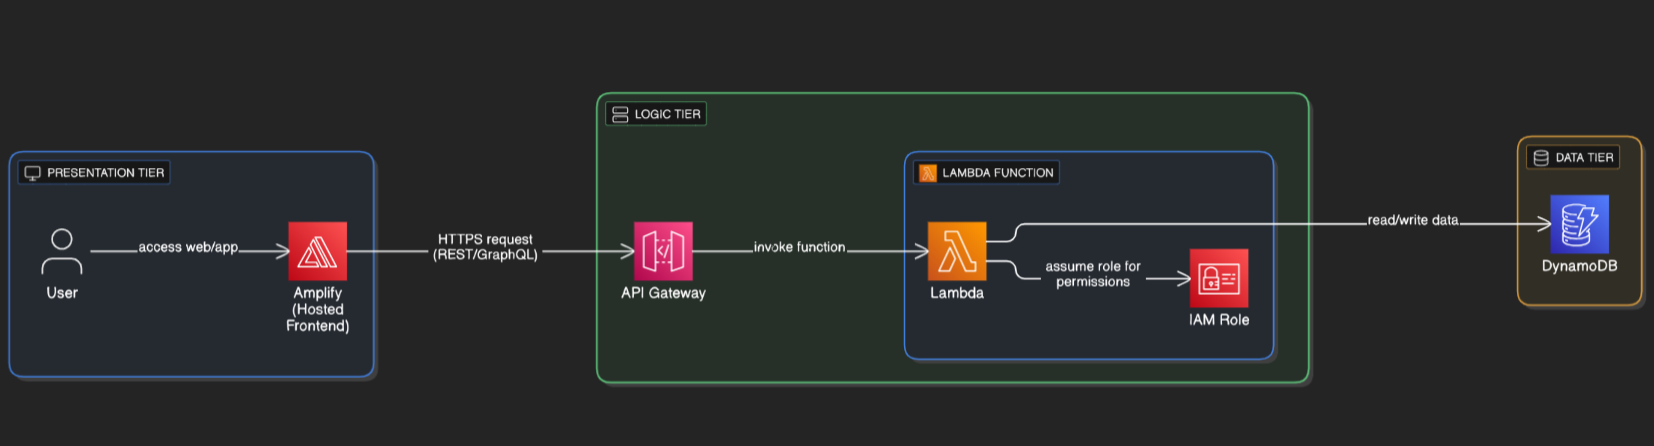 PRESENTATION TIER
User
access web/app
Amplify
(Hosted
Frontend)
HTTPS request
(REST/GraphQL)
LOGIC TIER
API Gateway
invoke function
LAMBDA FUNCTION
Lambda
assume role for
permissions
IAM Role
read/write data
DATA TIER
DynamoDB